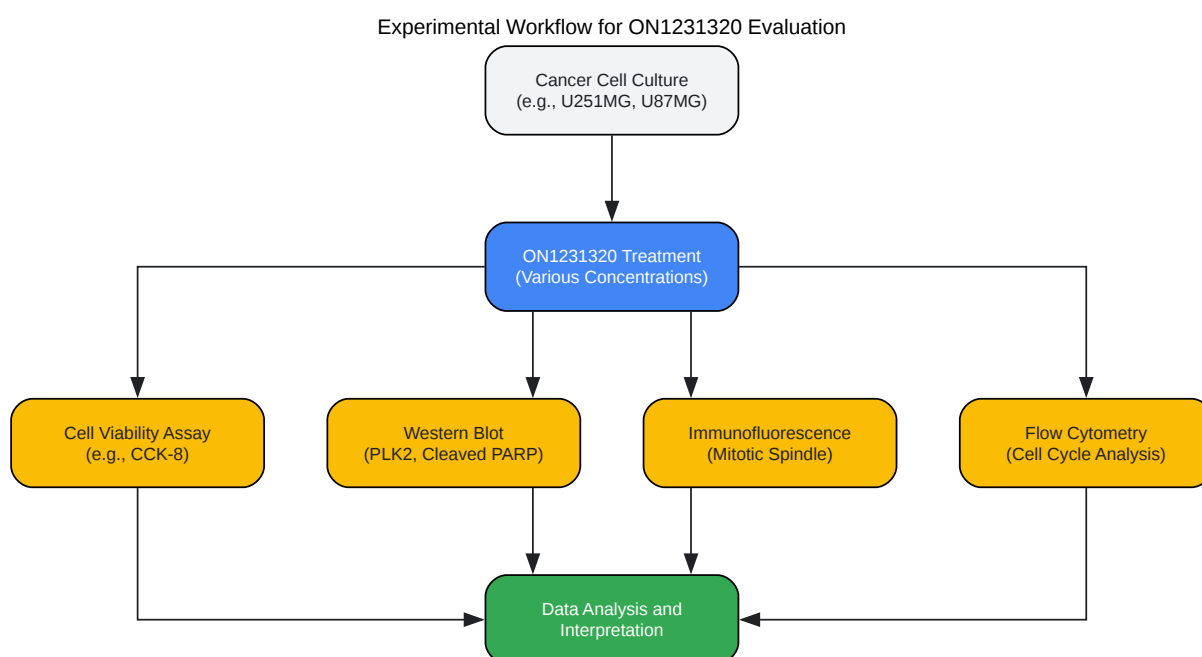 Experimental Workflow for ON1231320 Evaluation
Cancer Cell Culture
(e.g., U251MG, U87MG)
ON1231320 Treatment
(Various Concentrations)
Cell Viability Assay
(e.g., CCK-8)
Western Blot
(PLK2, Cleaved PARP)
Immunofluorescence
(Mitotic Spindle)
Flow Cytometry
(Cell Cycle Analysis)
Data Analysis and
Interpretation